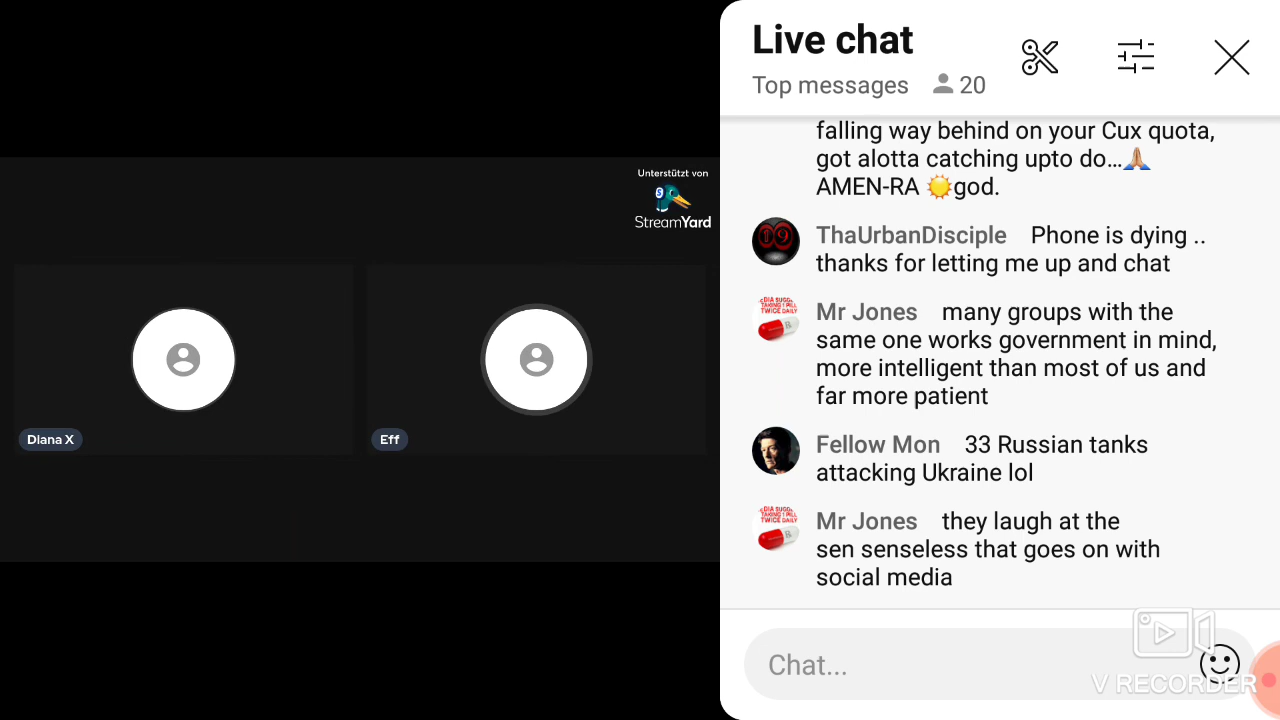 Unterstützt von
StreamYard
Diana X
Eff
Live chat
Top messages 20
falling way behind on your Cux quota,
got alotta catching upto do...🙏🏼
AMEN-RA ☀️god.
ThaUrbanDisciple Phone is dying ..
thanks for letting me up and chat
Mr Jones many groups with the
same one works government in mind,
more intelligent than most of us and
far more patient
Fellow Mon 33 Russian tanks
attacking Ukraine lol
Mr Jones they laugh at the
sen senseless that goes on with
social media
Chat...
V RECORDER